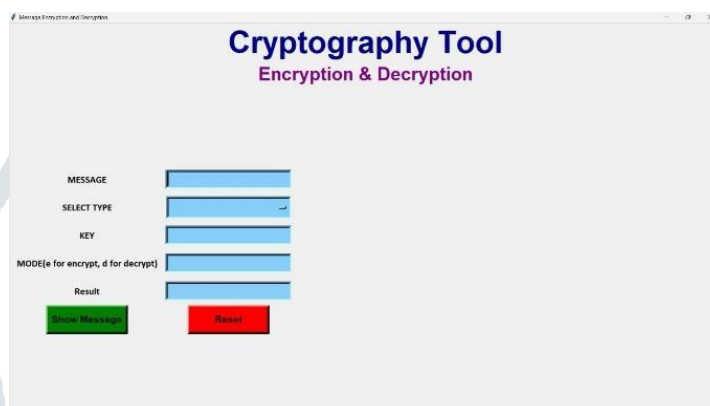 Message Encryption and Decryption
Cryptography Tool
Encryption & Decryption
MESSAGE
SELECT TYPE
KEY
MODE(e for encrypt, d for decrypt)
Result
Show Message
Reset